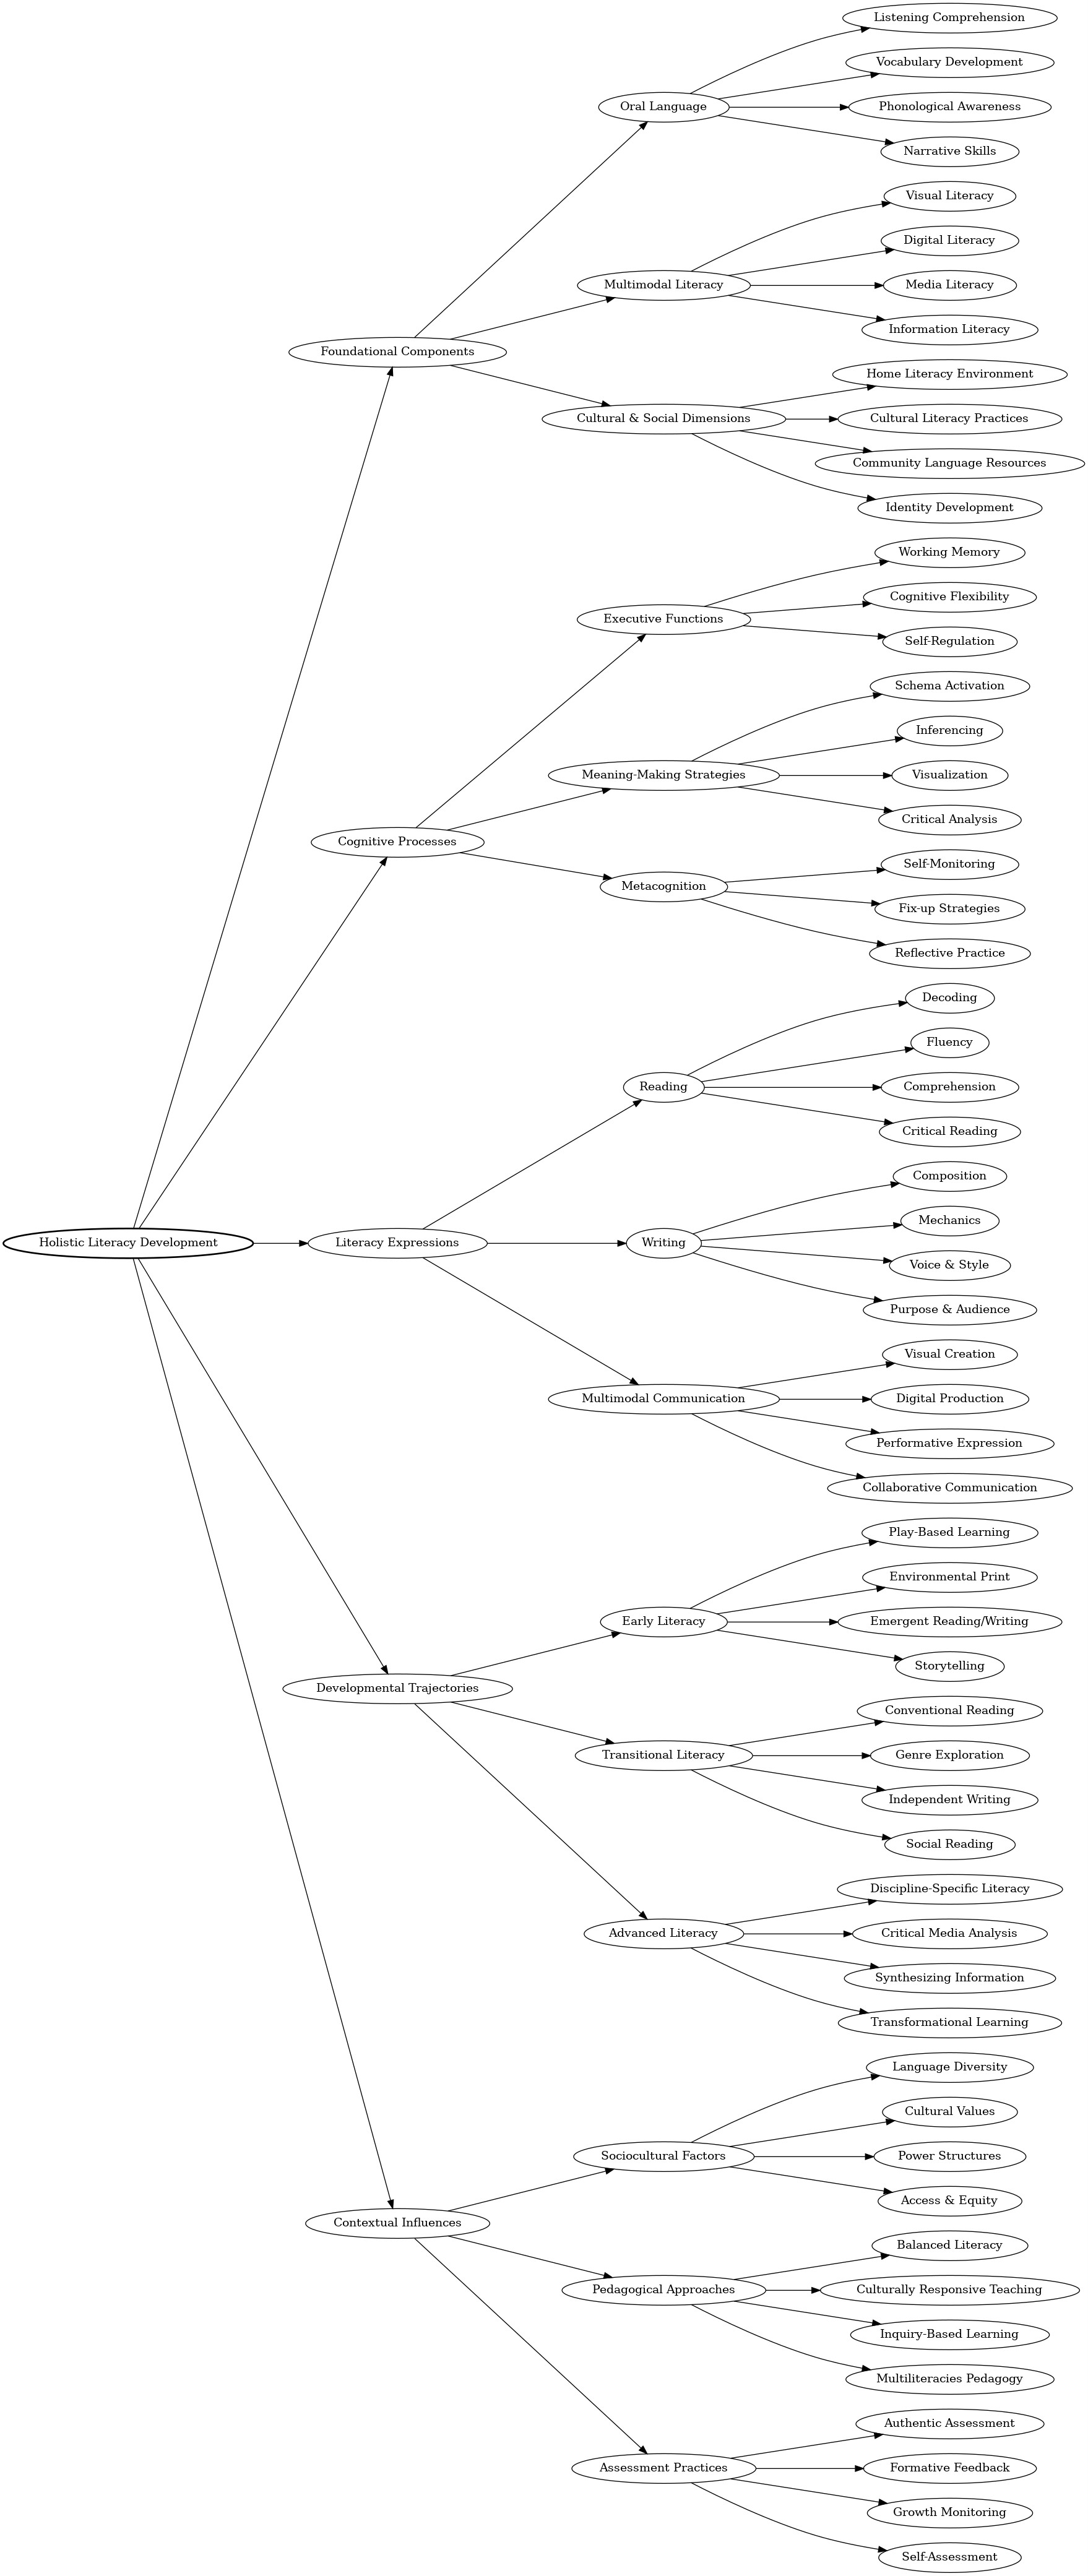 Holistic Literacy Development
Foundational Components
Oral Language
Listening Comprehension
Vocabulary Development
Phonological Awareness
Narrative Skills
Multimodal Literacy
Visual Literacy
Digital Literacy
Media Literacy
Information Literacy
Cultural & Social Dimensions
Home Literacy Environment
Cultural Literacy Practices
Community Language Resources
Identity Development
Cognitive Processes
Executive Functions
Working Memory
Cognitive Flexibility
Self-Regulation
Meaning-Making Strategies
Schema Activation
Inferencing
Visualization
Critical Analysis
Metacognition
Self-Monitoring
Fix-up Strategies
Reflective Practice
Literacy Expressions
Reading
Decoding
Fluency
Comprehension
Critical Reading
Writing
Composition
Mechanics
Voice & Style
Purpose & Audience
Multimodal Communication
Visual Creation
Digital Production
Performative Expression
Collaborative Communication
Developmental Trajectories
Early Literacy
Play-Based Learning
Environmental Print
Emergent Reading/Writing
Storytelling
Transitional Literacy
Conventional Reading
Genre Exploration
Independent Writing
Social Reading
Advanced Literacy
Discipline-Specific Literacy
Critical Media Analysis
Synthesizing Information
Transformational Learning
Contextual Influences
Sociocultural Factors
Language Diversity
Cultural Values
Power Structures
Access & Equity
Pedagogical Approaches
Balanced Literacy
Culturally Responsive Teaching
Inquiry-Based Learning
Multiliteracies Pedagogy
Assessment Practices
Authentic Assessment
Formative Feedback
Growth Monitoring
Self-Assessment